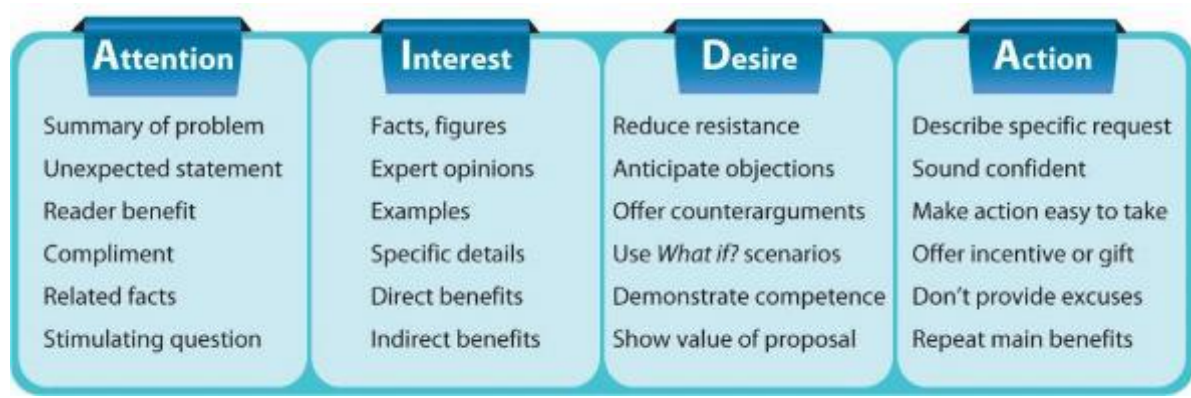 Attention
Summary of problem
Unexpected statement
Reader benefit
Compliment
Related facts
Stimulating question
Interest
Facts, figures
Expert opinions
Examples
Specific details
Direct benefits
Indirect benefits
Desire
Reduce resistance
Anticipate objections
Offer counterarguments
Use What if? scenarios
Demonstrate competence
Show value of proposal
Action
Describe specific request
Sound confident
Make action easy to take
Offer incentive or gift
Don't provide excuses
Repeat main benefits